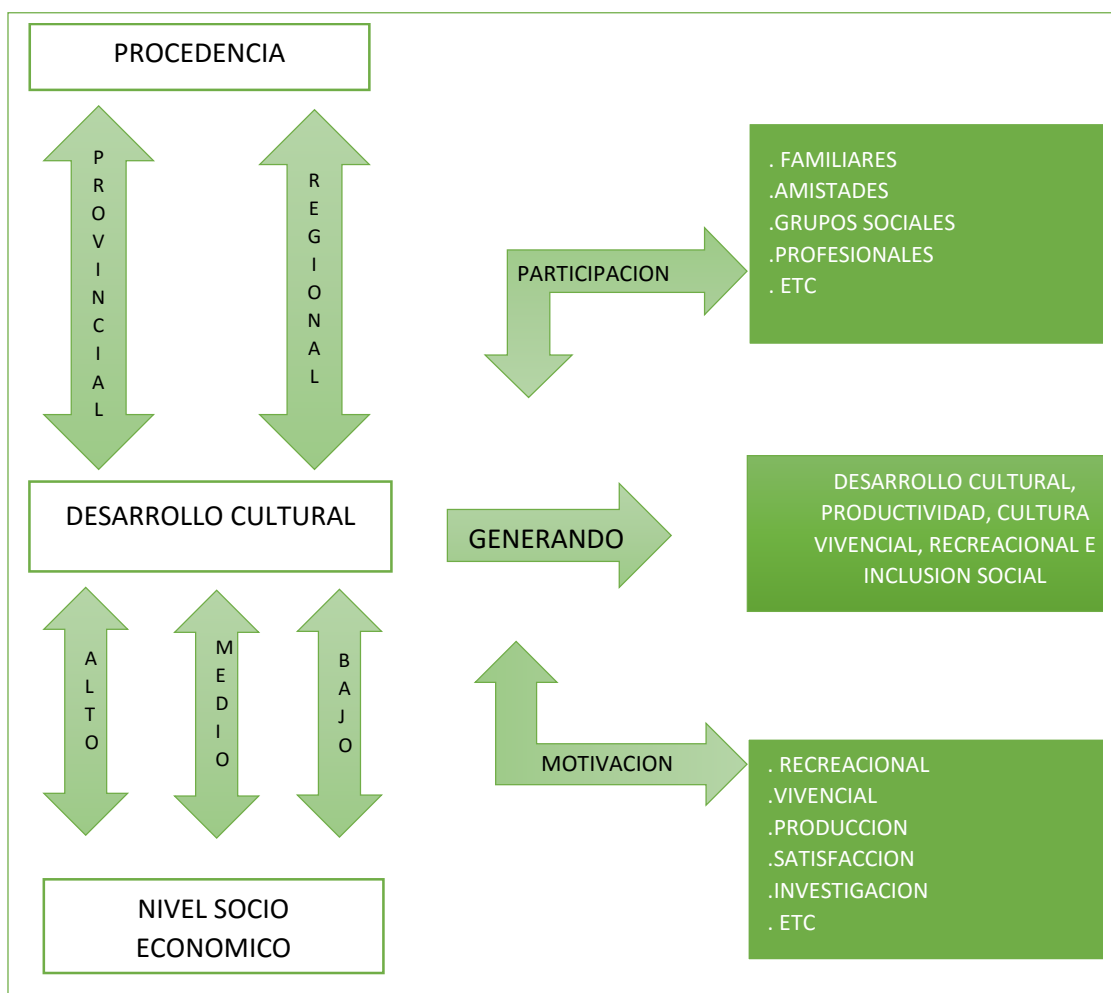 PROCEDENCIA
PROVINCIAL
REGIONAL
. FAMILIARES
.AMISTADES
.GRUPOS SOCIALES
.PROFESIONALES
. ETC
PARTICIPACION
DESARROLLO CULTURAL
GENERANDO
DESARROLLO CULTURAL,
PRODUCTIVIDAD, CULTURA
VIVENCIAL, RECREACIONAL E
INCLUSION SOCIAL
ALTO
MEDIO
BAJO
MOTIVACION
. RECREACIONAL
.VIVENCIAL
.PRODUCCION
.SATISFACCION
.INVESTIGACION
. ETC
NIVEL SOCIO
ECONOMICO